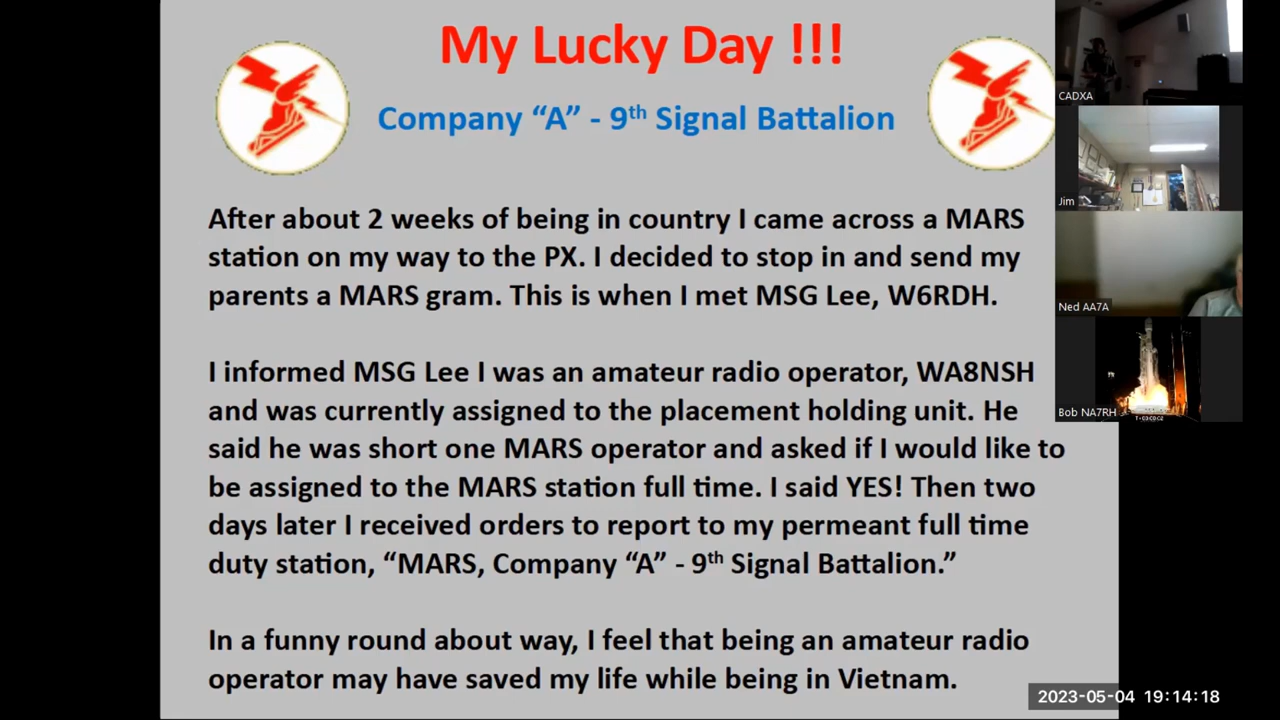 My Lucky Day !!!
Company “A” - 9th Signal Battalion
After about 2 weeks of being in country I came across a MARS
station on my way to the PX. I decided to stop in and send my
parents a MARS gram. This is when I met MSG Lee, W6RDH.
I informed MSG Lee I was an amateur radio operator, WA8NSH
and was currently assigned to the placement holding unit. He
said he was short one MARS operator and asked if I would like to
be assigned to the MARS station full time. I said YES! Then two
days later I received orders to report to my permeant full time
duty station, “MARS, Company “A” - 9th Signal Battalion.”
In a funny round about way, I feel that being an amateur radio
operator may have saved my life while being in Vietnam.
CADXA
Jim
Ned AA7A
Bob NA7RH
2023-05-04 19:14:18